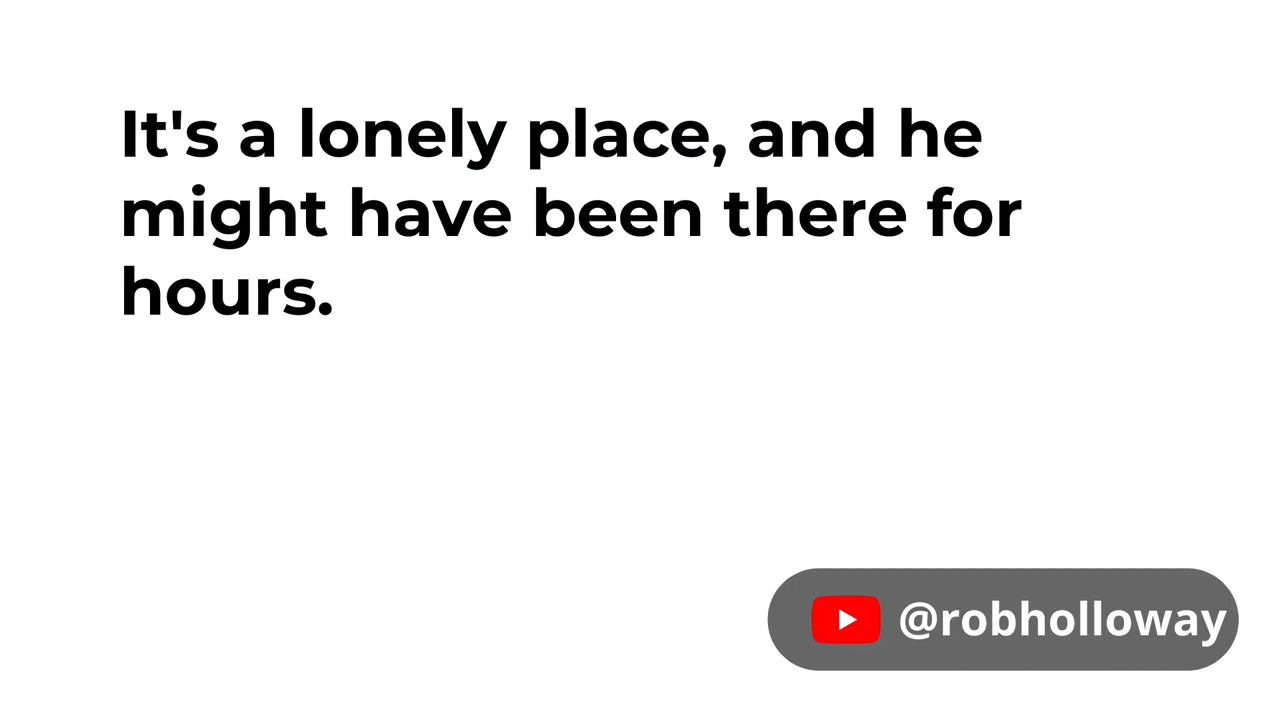 It's a lonely place, and he
might have been there for
hours.
@robholloway